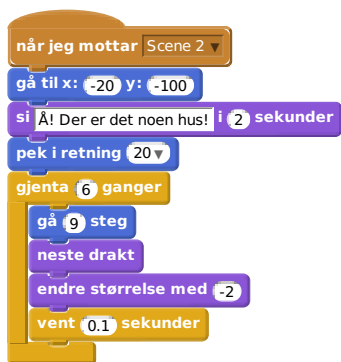 når jeg mottar Scene 2
gå til x: -20 y: -100
si Å! Der er det noen hus! i 2 sekunder
pek i retning 20
gjenta 6 ganger
gå 9 steg
neste drakt
endre størrelse med -2
vent 0.1 sekunder